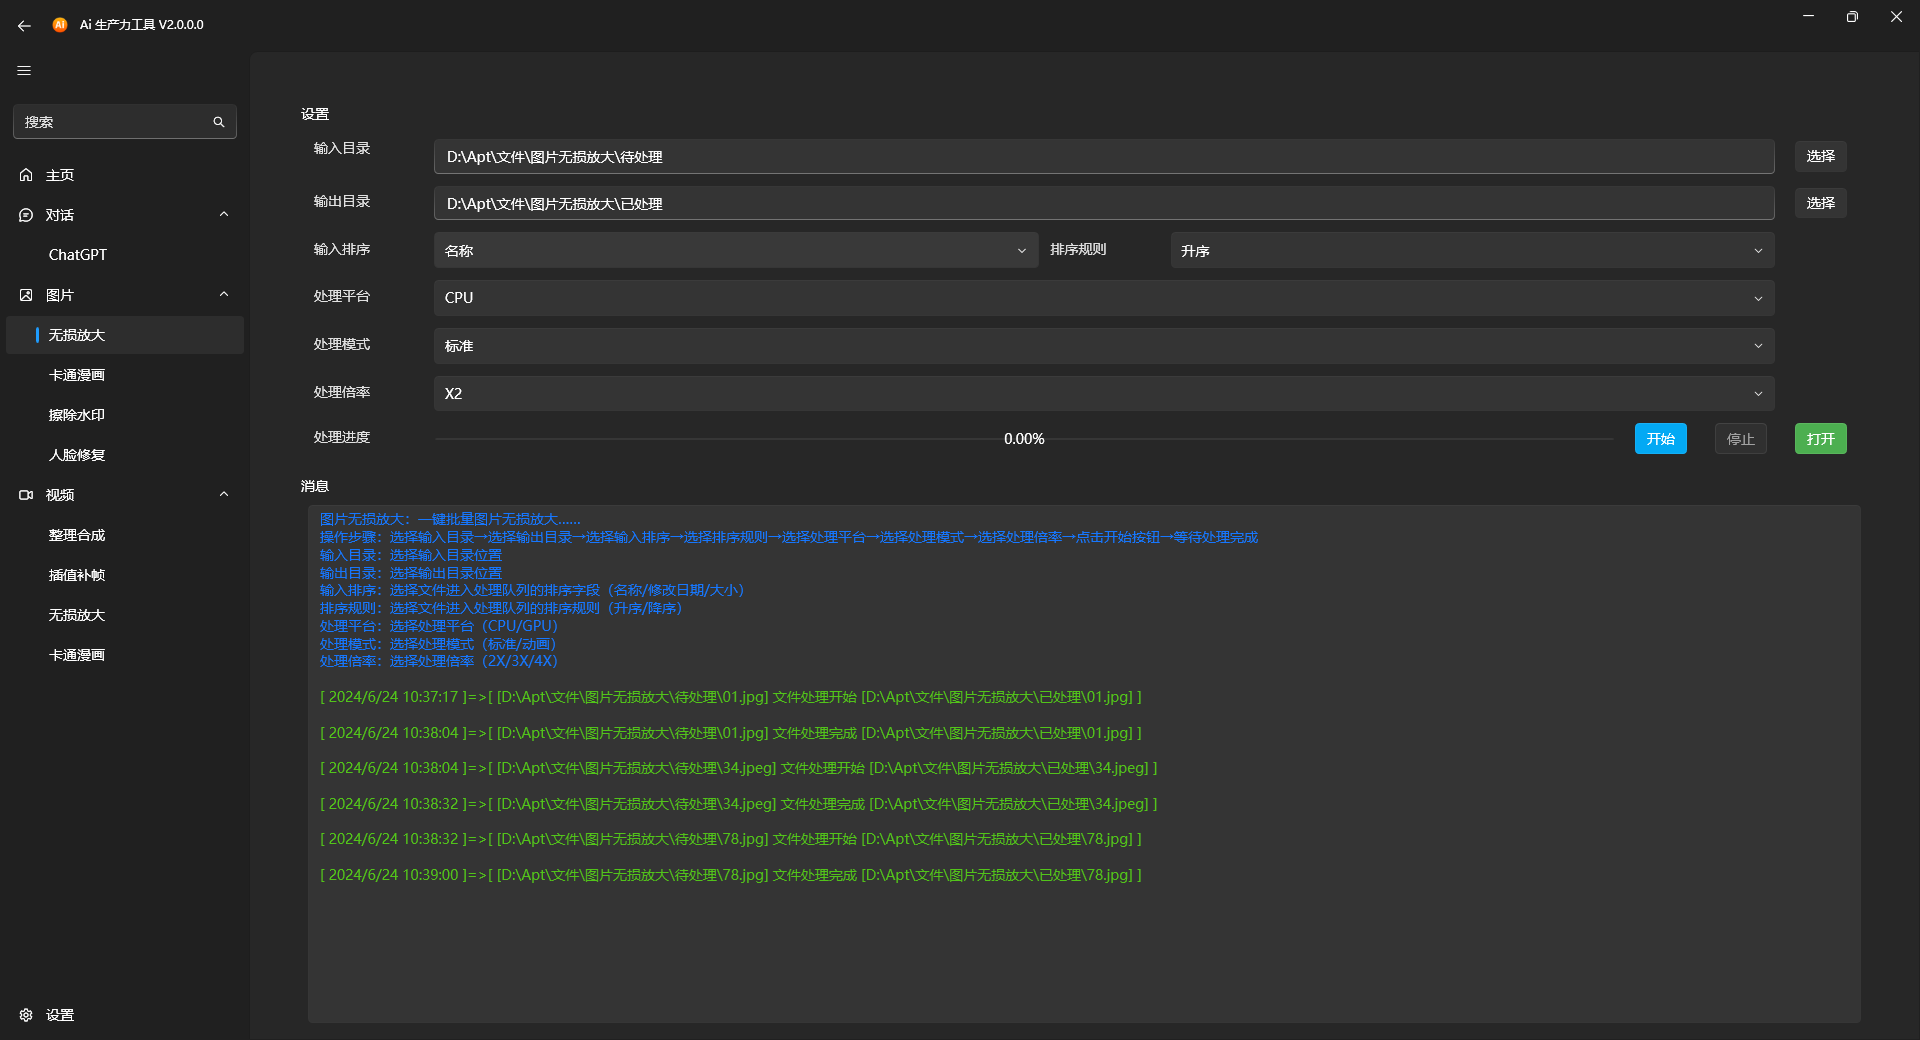 Ai 生产力工具 V2.0.0.0
搜索
主页
对话
ChatGPT
图片
无损放大
卡通漫画
擦除水印
人脸修复
视频
整理合成
插值补帧
无损放大
卡通漫画
设置
设置
输入目录
D:\Apt\文件\图片无损放大\待处理
选择
输出目录
D:\Apt\文件\图片无损放大\已处理
选择
输入排序
名称
排序规则
升序
处理平台
CPU
处理模式
标准
处理倍率
X2
处理进度
0.00%
开始
停止
打开
消息
图片无损放大：一键批量图片无损放大......
操作步骤：选择输入目录→选择输出目录→选择输入排序→选择排序规则→选择处理平台→选择处理模式→选择处理倍率→点击开始按钮→等待处理完成
输入目录：选择输入目录位置
输出目录：选择输出目录位置
输入排序：选择文件进入处理队列的排序字段（名称/修改日期/大小）
排序规则：选择文件进入处理队列的排序规则（升序/降序）
处理平台：选择处理平台（CPU/GPU）
处理模式：选择处理模式（标准/动画）
处理倍率：选择处理倍率（2X/3X/4X）
[ 2024/6/24 10:37:17 ]=>[ [D:\Apt\文件\图片无损放大\待处理\01.jpg] 文件处理开始 [D:\Apt\文件\图片无损放大\已处理\01.jpg] ]
[ 2024/6/24 10:38:04 ]=>[ [D:\Apt\文件\图片无损放大\待处理\01.jpg] 文件处理完成 [D:\Apt\文件\图片无损放大\已处理\01.jpg] ]
[ 2024/6/24 10:38:04 ]=>[ [D:\Apt\文件\图片无损放大\待处理\34.jpeg] 文件处理开始 [D:\Apt\文件\图片无损放大\已处理\34.jpeg] ]
[ 2024/6/24 10:38:32 ]=>[ [D:\Apt\文件\图片无损放大\待处理\34.jpeg] 文件处理完成 [D:\Apt\文件\图片无损放大\已处理\34.jpeg] ]
[ 2024/6/24 10:38:32 ]=>[ [D:\Apt\文件\图片无损放大\待处理\78.jpg] 文件处理开始 [D:\Apt\文件\图片无损放大\已处理\78.jpg] ]
[ 2024/6/24 10:39:00 ]=>[ [D:\Apt\文件\图片无损放大\待处理\78.jpg] 文件处理完成 [D:\Apt\文件\图片无损放大\已处理\78.jpg] ]